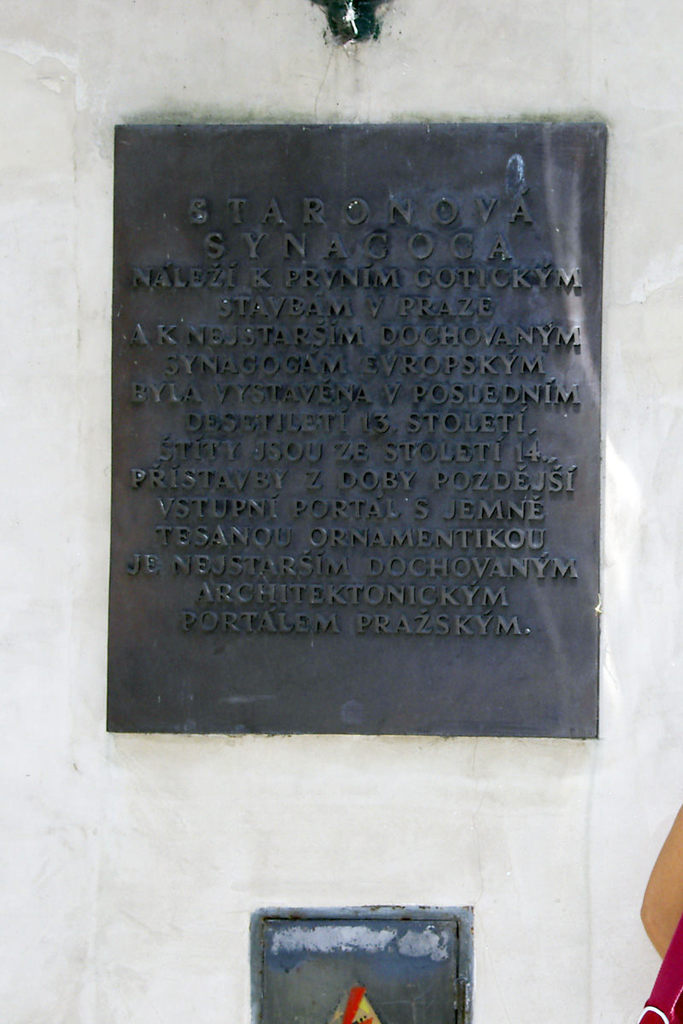 STARONOVÁ
SYNAGOGA
NÁLEŽÍ K PRVNÍM GOTICKÝM
STAVBÁM V PRAZE
A K NEJSTARŠÍM DOCHOVANÝM
SYNAGOGÁM EVROPSKÝM
BYLA VYSTAVĚNA V POSLEDNÍM
DESETILETÍ 13. STOLETÍ,
ŠTÍTY JSOU ZE STOLETÍ 14.,
PŘÍSTAVBY Z DOBY POZDĚJŠÍ
VSTUPNÍ PORTÁL S JEMNĚ
TESANOU ORNAMENTIKOU
JE NEJSTARŠÍM DOCHOVANÝM
ARCHITEKTONICKÝM
PORTÁLEM PRAŽSKÝM.